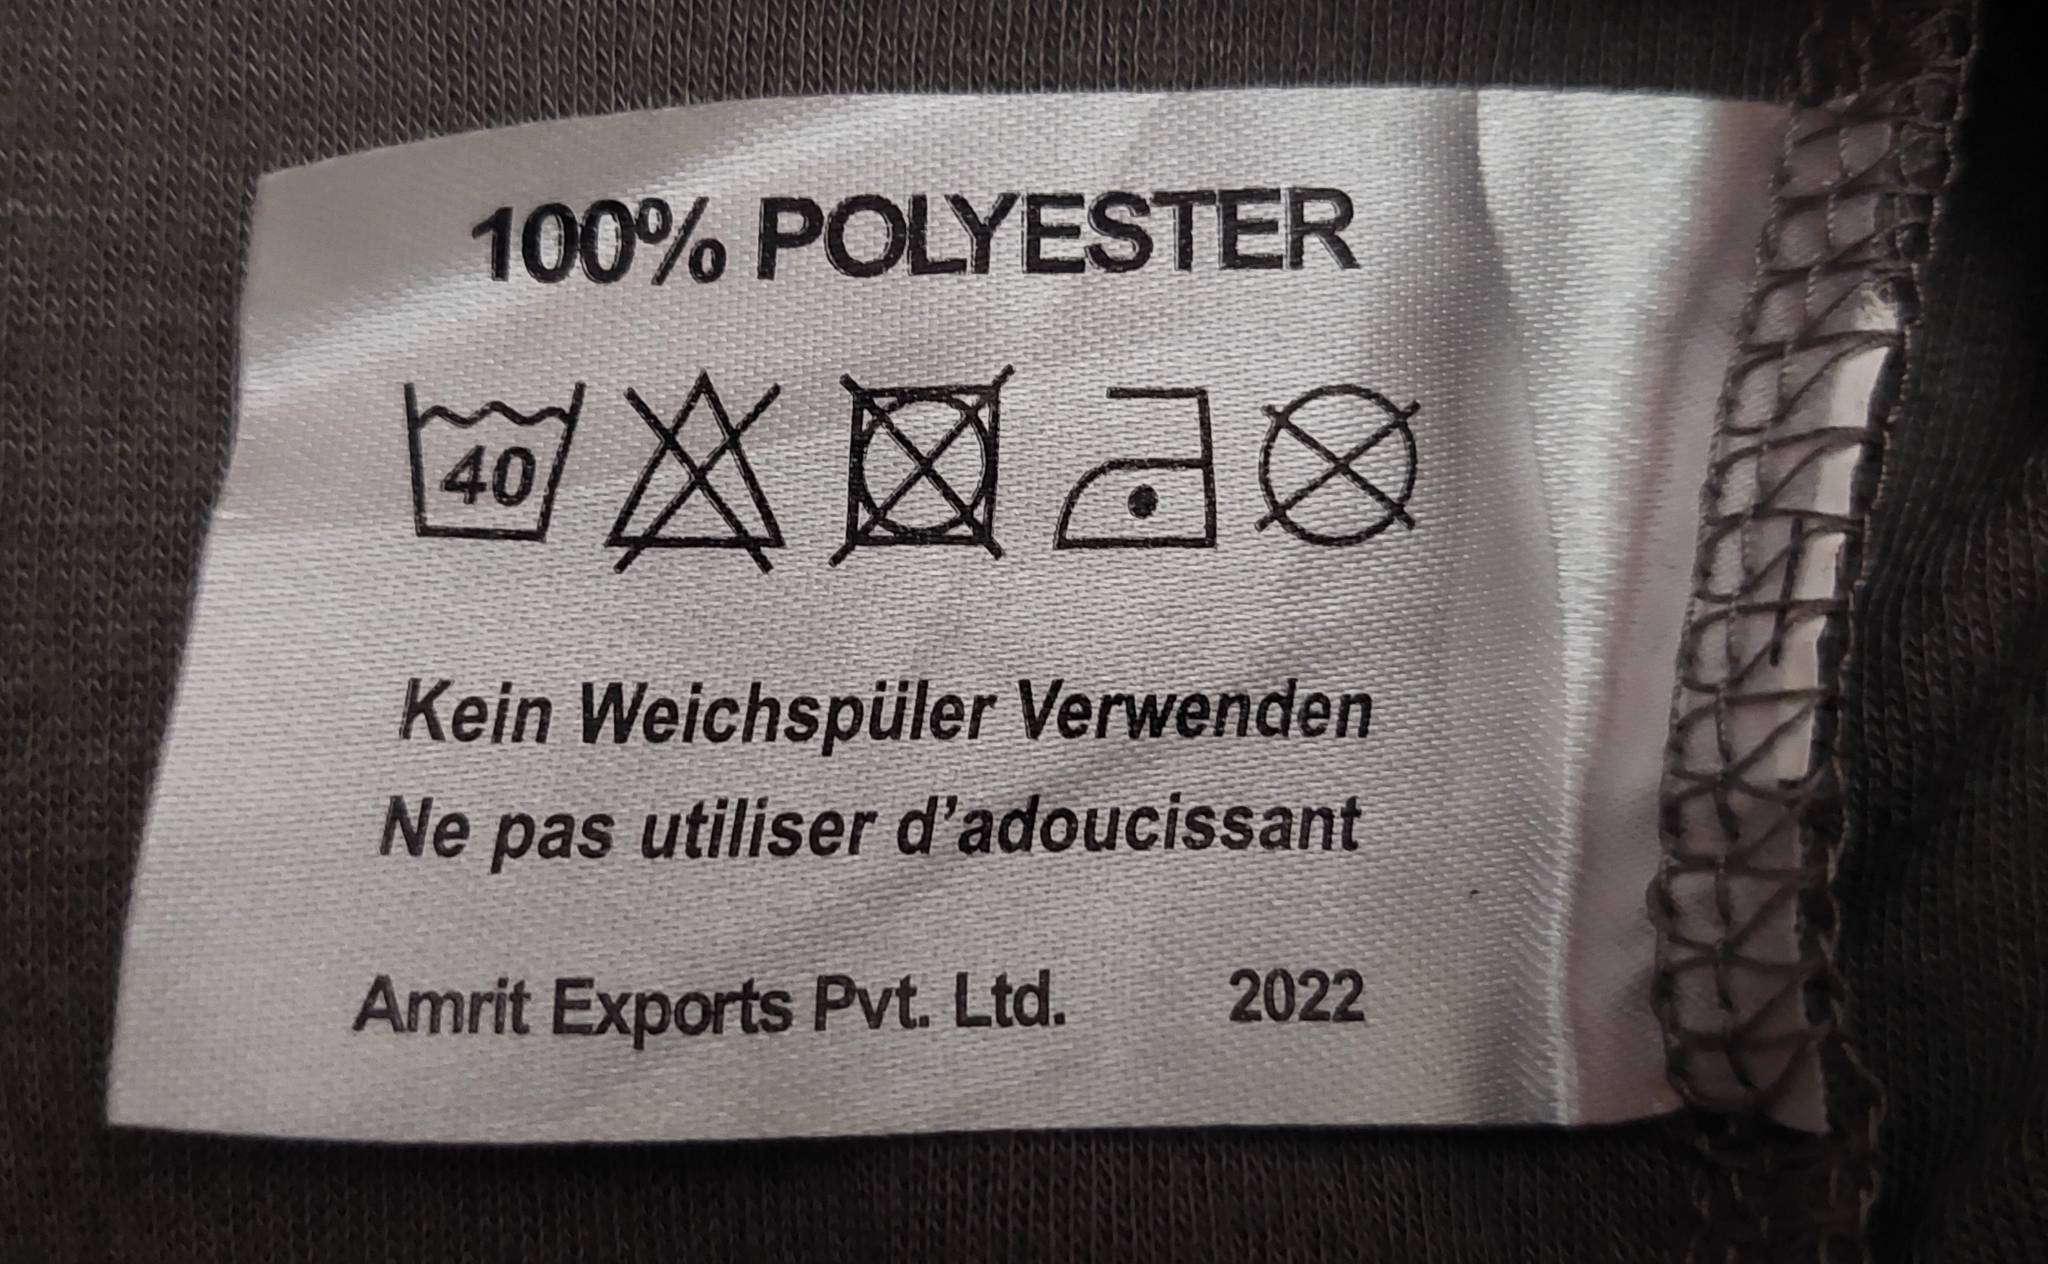 100% POLYESTER
40
Kein Weichspüler Verwenden
Ne pas utiliser d'adoucissant
Amrit Exports Pvt. Ltd. 2022